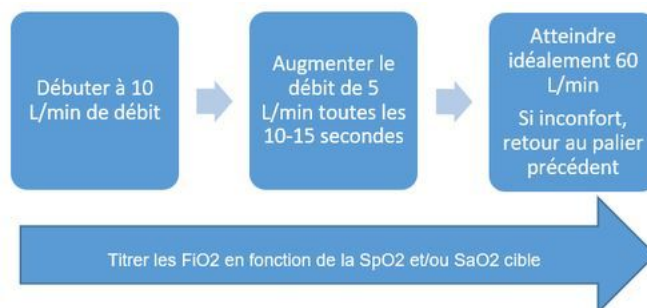 Débuter à 10
L/min de débit
Augmenter le
débit de 5
L/min toutes les
10-15 secondes
Atteindre
idéalement 60
L/min
Si inconfort,
retour au palier
précédent
Titrer les FiO2 en fonction de la SpO2 et/ou SaO2 cible